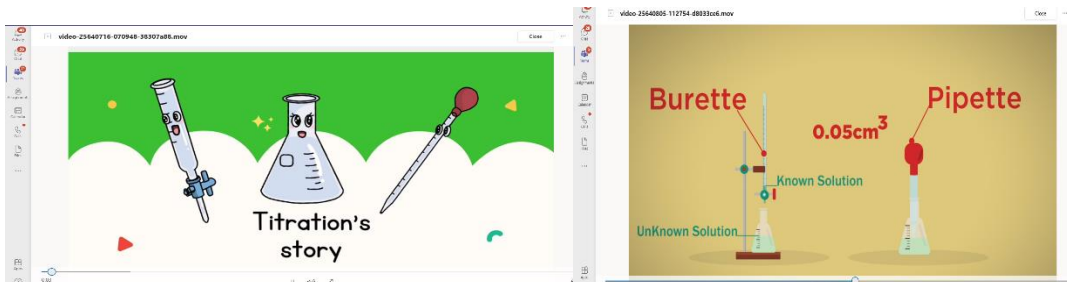 video-25640716-070948-38307a86.mov
Close
Titration's
story
video-25640805-112754-d8033ce6.mov
Close
Burette
Pipette
0.05cm3
Known Solution
UnKnown Solution